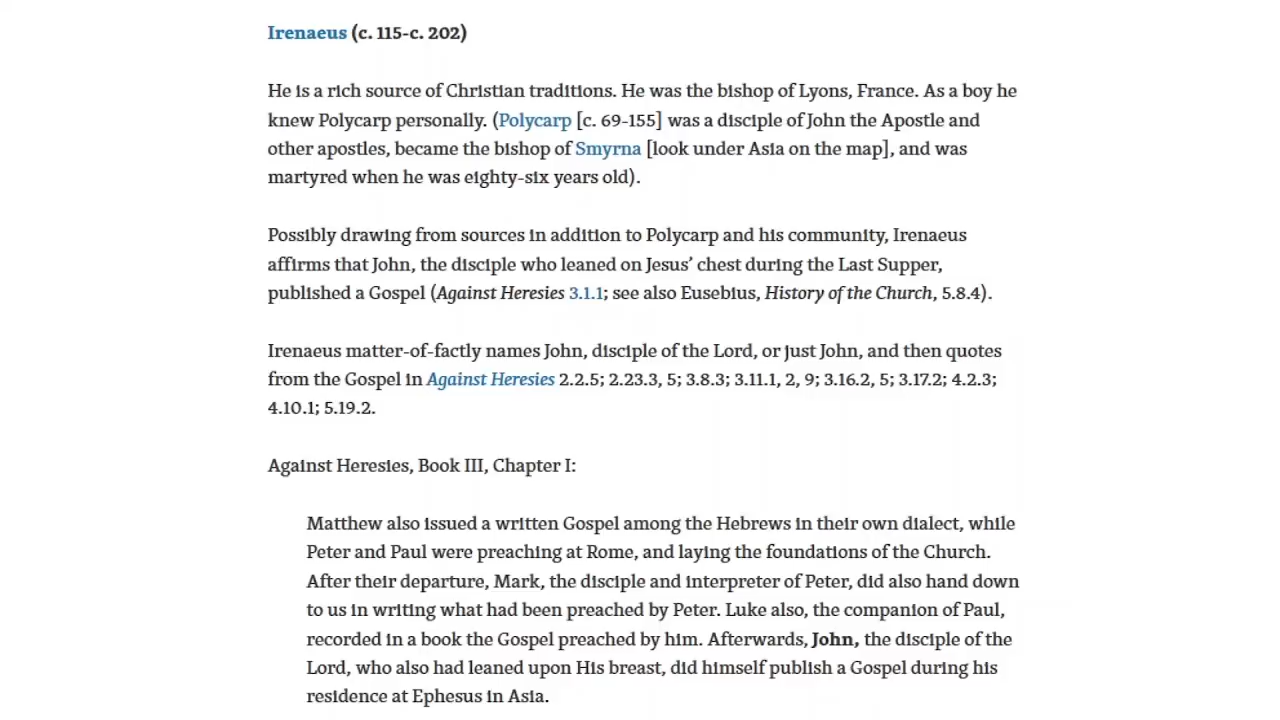 Irenaeus (c. 115-c. 202)
He is a rich source of Christian traditions. He was the bishop of Lyons, France. As a boy he
knew Polycarp personally. (Polycarp [c. 69-155] was a disciple of John the Apostle and
other apostles, became the bishop of Smyrna [look under Asia on the map], and was
martyred when he was eighty-six years old).
Possibly drawing from sources in addition to Polycarp and his community, Irenaeus
affirms that John, the disciple who leaned on Jesus’ chest during the Last Supper,
published a Gospel (Against Heresies 3.1.1; see also Eusebius, History of the Church, 5.8.4).
Irenaeus matter-of-factly names John, disciple of the Lord, or just John, and then quotes
from the Gospel in Against Heresies 2.2.5; 2.23.3, 5; 3.8.3; 3.11.1, 2, 9; 3.16.2, 5; 3.17.2; 4.2.3;
4.10.1; 5.19.2.
Against Heresies, Book III, Chapter I:
Matthew also issued a written Gospel among the Hebrews in their own dialect, while
Peter and Paul were preaching at Rome, and laying the foundations of the Church.
After their departure, Mark, the disciple and interpreter of Peter, did also hand down
to us in writing what had been preached by Peter. Luke also, the companion of Paul,
recorded in a book the Gospel preached by him. Afterwards, John, the disciple of the
Lord, who also had leaned upon His breast, did himself publish a Gospel during his
residence at Ephesus in Asia.